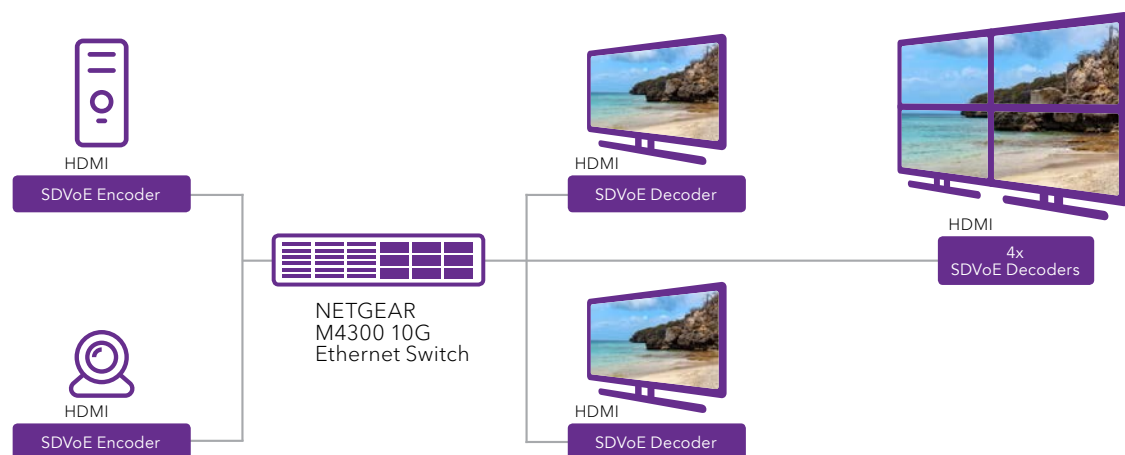 HDMI
SDVoE Encoder
HDMI
SDVoE Decoder
HDMI
4x
SDVoE Decoders
NETGEAR
M4300 10G
Ethernet Switch
HDMI
SDVoE Encoder
HDMI
SDVoE Decoder